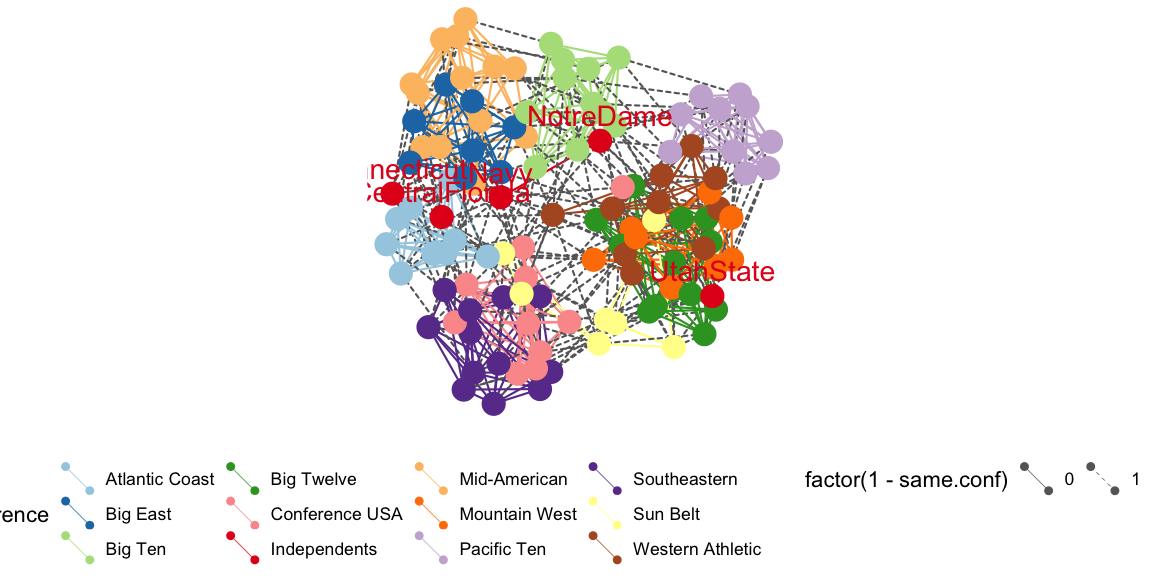 NotreDame
necticut
Navy
CentralFlorida
UtahState
rence
Atlantic Coast
Big East
Big Ten
Big Twelve
Conference USA
Independents
Mid-American
Mountain West
Pacific Ten
Southeastern
Sun Belt
Western Athletic
factor(1 - same.conf)
0
1